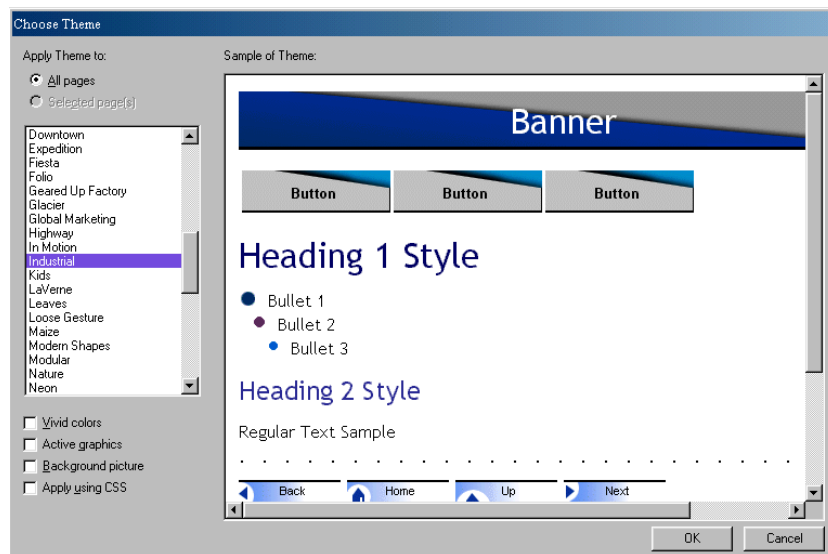 Choose Theme
Apply Theme to:
All pages
Selected page(s)
Downtown
Expedition
Fiesta
Folio
Geared Up Factory
Glacier
Global Marketing
Highway
In Motion
Industrial
Kids
LaVerne
Leaves
Loose Gesture
Maize
Modern Shapes
Modular
Nature
Neon
Vivid colors
Active graphics
Background picture
Apply using CSS
Sample of Theme:
Banner
Button Button Button
Heading 1 Style
Bullet 1
Bullet 2
Bullet 3
Heading 2 Style
Regular Text Sample
Back Home Up Next
OK Cancel